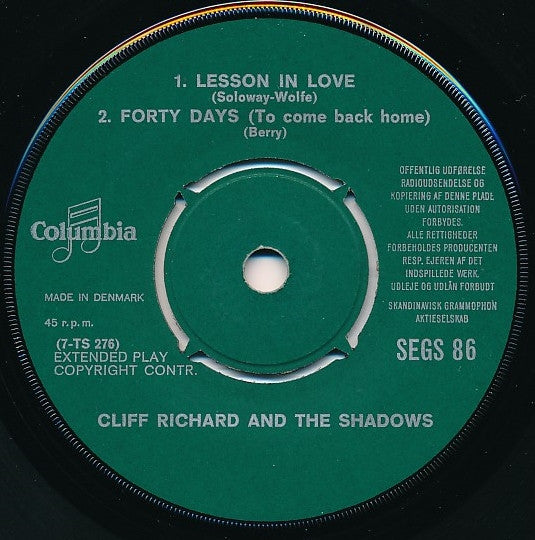 1. LESSON IN LOVE
(Soloway-Wolfe)
2. FORTY DAYS (To come back home)
(Berry)
Columbia
MADE IN DENMARK
45 r.p.m.
(7-TS 276)
EXTENDED PLAY
COPYRIGHT CONTR.
OFFENTLIG UDFØRELSE
RADIOUDSENDELSE OG
KOPIERING AF DENNE PLADE
UDEN AUTORISATION
FORBYDES.
ALLE RETTIGHEDER
FORBEHOLDES PRODUCENTEN
RESP. EJEREN AF DET
INDSPILLEDE VÆRK.
UDLEJE OG UDLÅN FORBUDT
SKANDINAVISK GRAMMOPHON
AKTIESELSKAB
SEGS 86
CLIFF RICHARD AND THE SHADOWS